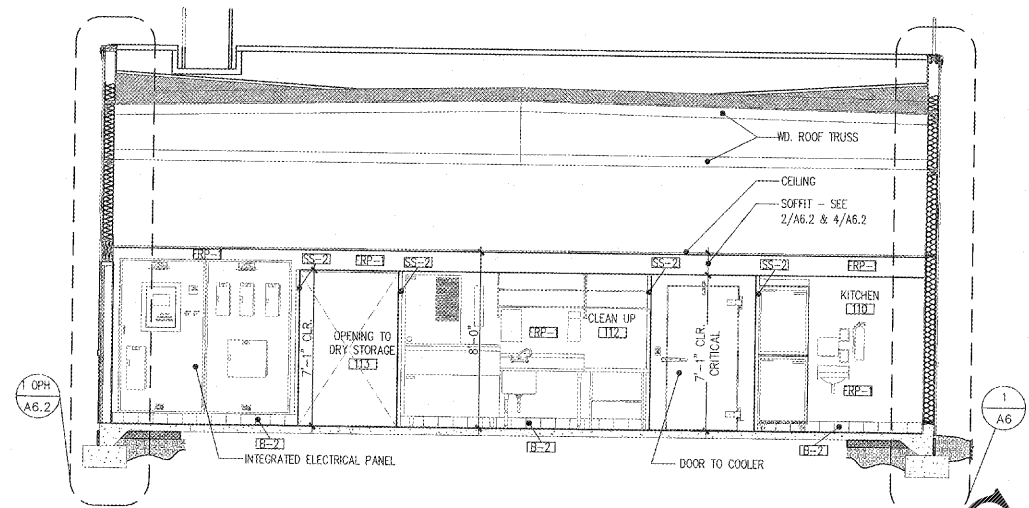 WD. ROOF TRUSS
CEILING
SOFFIT - SEE
2/A6.2 & 4/A6.2
FRP-1
SS-2
FRP-1
SS-2
SS-2
SS-2
FRP-1
KITCHEN
110
OPENING TO
DRY STORAGE
113
7'-1" CLR.
8'-0"
FRP-1
CLEAN UP
112
7'-1" CLR.
CRITICAL
FRP-1
1 OPH
A6.2
1
A6
B-2
B-2
B-2
INTEGRATED ELECTRICAL PANEL
DOOR TO COOLER